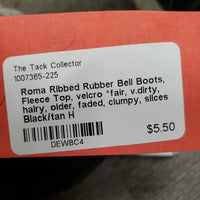 The Tack Collector
1007365-225
Roma RIbbed Rubber Bell Boots,
Fleece Top, velcro *fair, v.dirty,
hairy, older, faded, clumpy, slices
Black/tan H
$5.50
DEWBC4